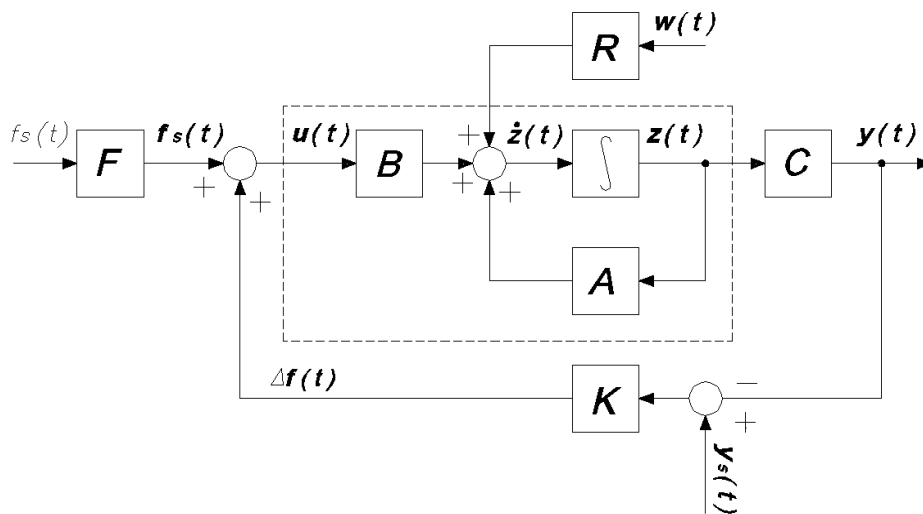 R
w(t)
fs(t)
F
fs(t)
+
+
u(t)
B
+
+
+
ż(t)
∫
z(t)
C
y(t)
A
Δf(t)
K
−
+
ys(t)